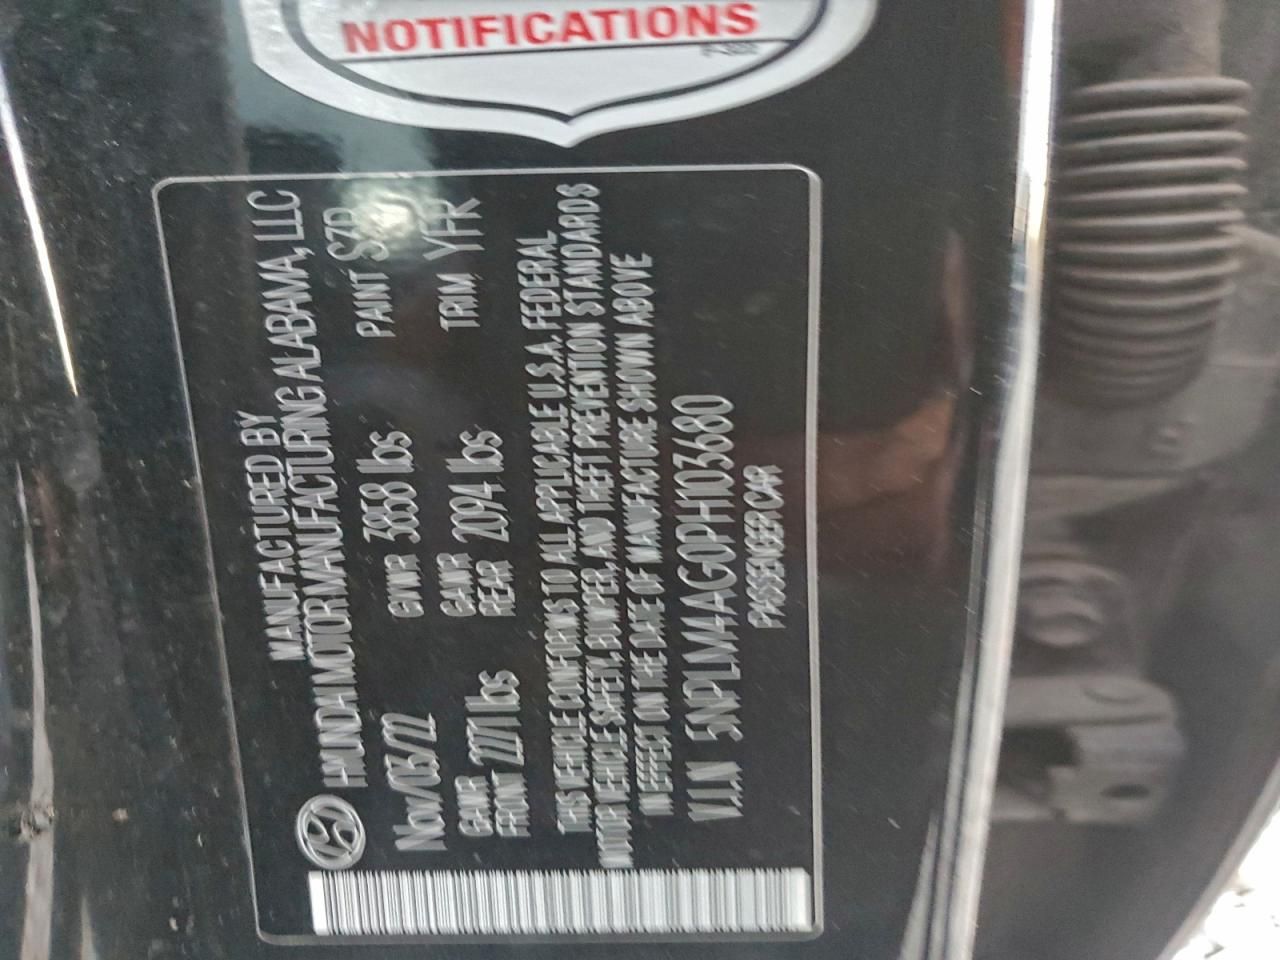 NOTIFICATIONS
MANUFACTURED BY
HYUNDAI MOTOR MANUFACTURING ALABAMA, LLC
Nov/03/22 GVWR 3858 lbs PAINT S7D
GAWR FRONT 2271 lbs GAWR REAR 2094 lbs TRIM YFR
THIS VEHICLE CONFORMS TO ALL APPLICABLE U.S.A. FEDERAL
MOTOR VEHICLE SAFETY, BUMPER, AND THEFT PREVENTION STANDARDS
IN EFFECT ON THE DATE OF MANUFACTURE SHOWN ABOVE
V.I.N 5NPLM4AG0PH103680
PASSENGER CAR